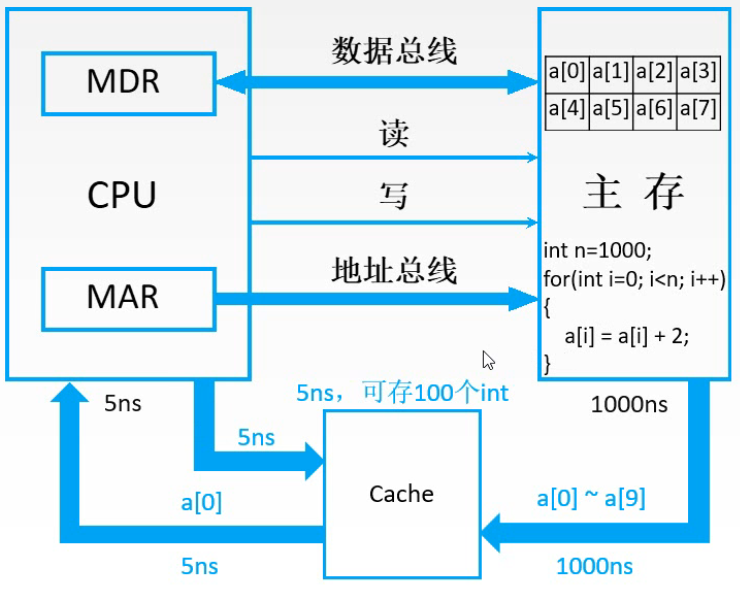 MDR
数据总线
a[0] a[1] a[2] a[3]
a[4] a[5] a[6] a[7]
读
CPU
写
主 存
MAR
地址总线
int n=1000;
for(int i=0; i<n; i++)
{
a[i] = a[i] + 2;
}
5ns
5ns，可存100个int
1000ns
5ns
Cache
a[0]
a[0] ~ a[9]
5ns
1000ns